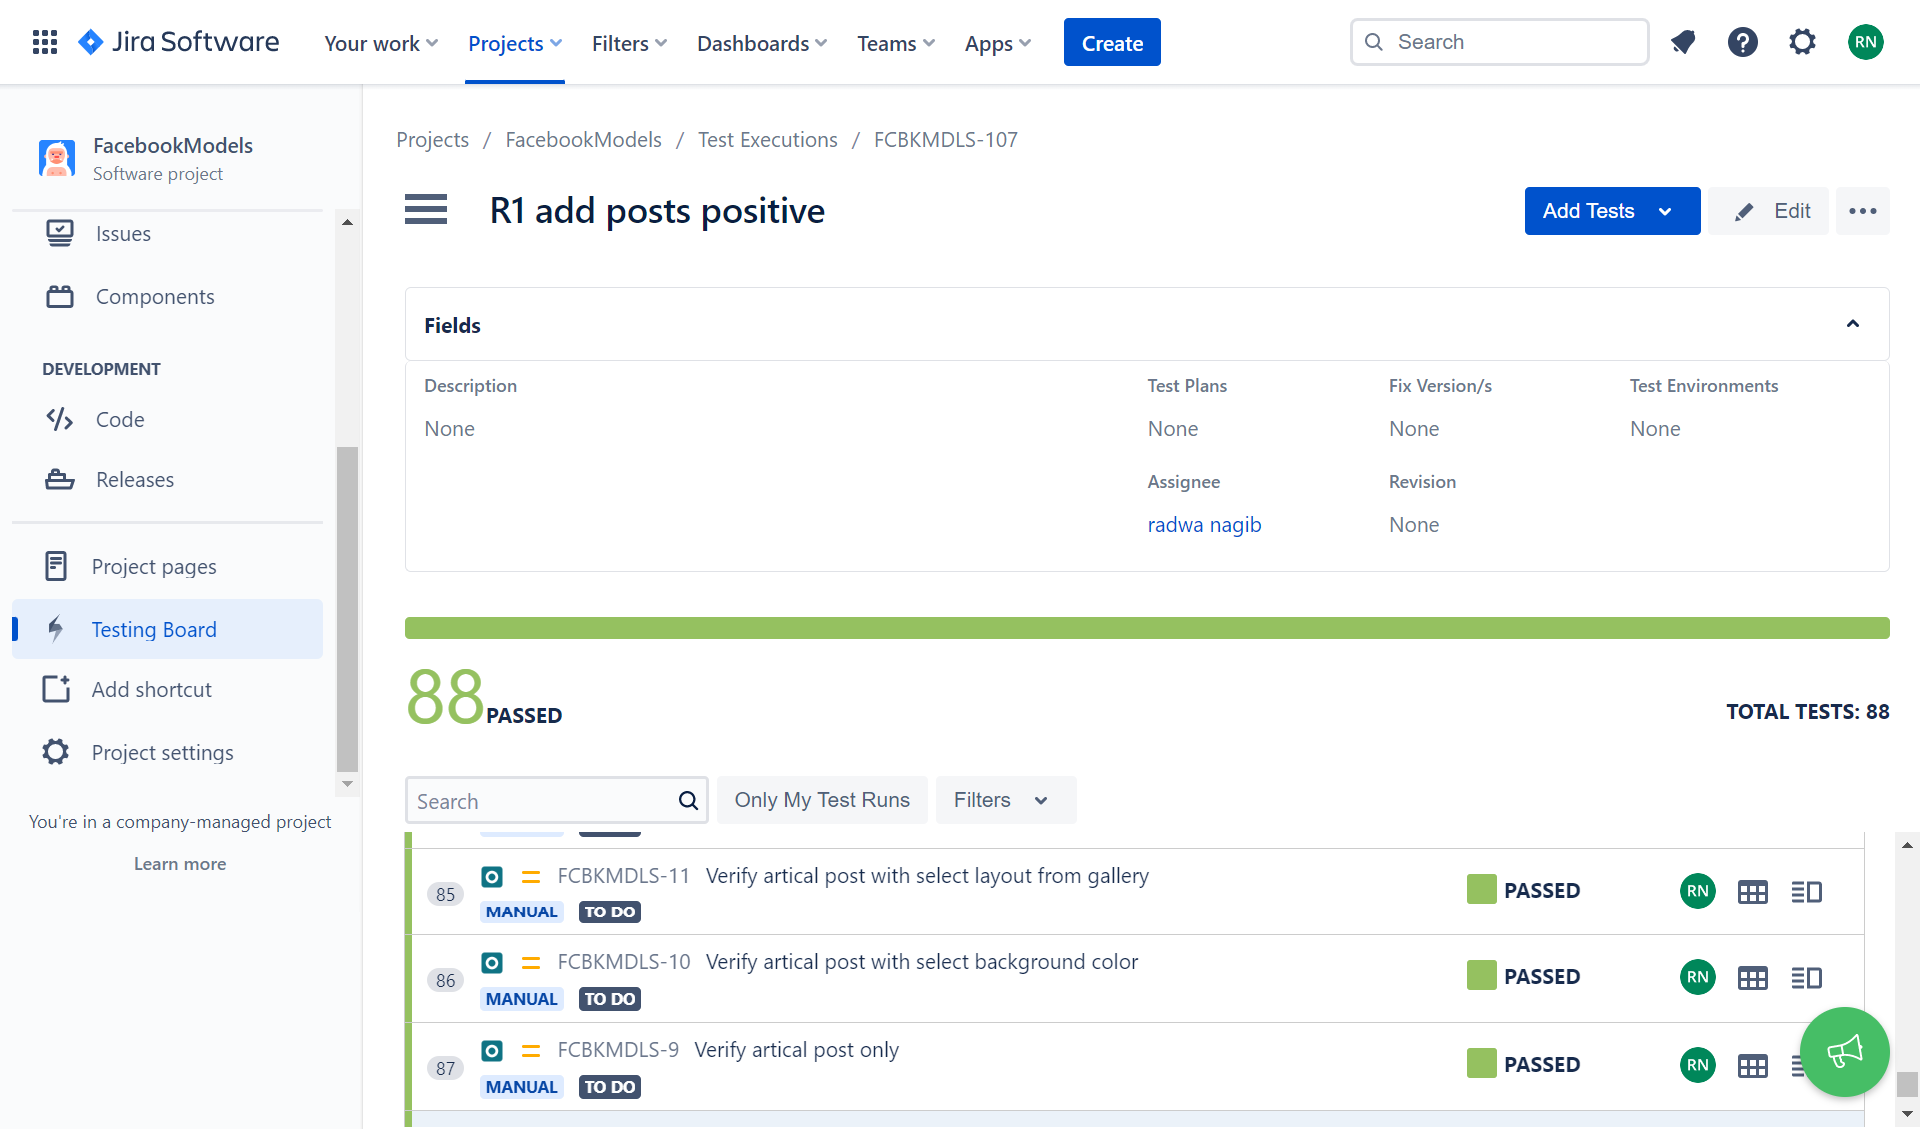 Jira Software
Your work
Projects
Filters
Dashboards
Teams
Apps
Create
Search
RN
FacebookModels
Software project
Issues
Components
DEVELOPMENT
Code
Releases
Project pages
Testing Board
Add shortcut
Project settings
You're in a company-managed project
Learn more
Projects / FacebookModels / Test Executions / FCBKMDLS-107
R1 add posts positive
Add Tests
Edit
Fields
Description
None
Test Plans
None
Fix Version/s
None
Test Environments
None
Assignee
radwa nagib
Revision
None
88 PASSED
TOTAL TESTS: 88
Search
Only My Test Runs
Filters
85
FCBKMDLS-11 Verify artical post with select layout from gallery
MANUAL TO DO
PASSED
RN
86
FCBKMDLS-10 Verify artical post with select background color
MANUAL TO DO
PASSED
RN
87
FCBKMDLS-9 Verify artical post only
MANUAL TO DO
PASSED
RN